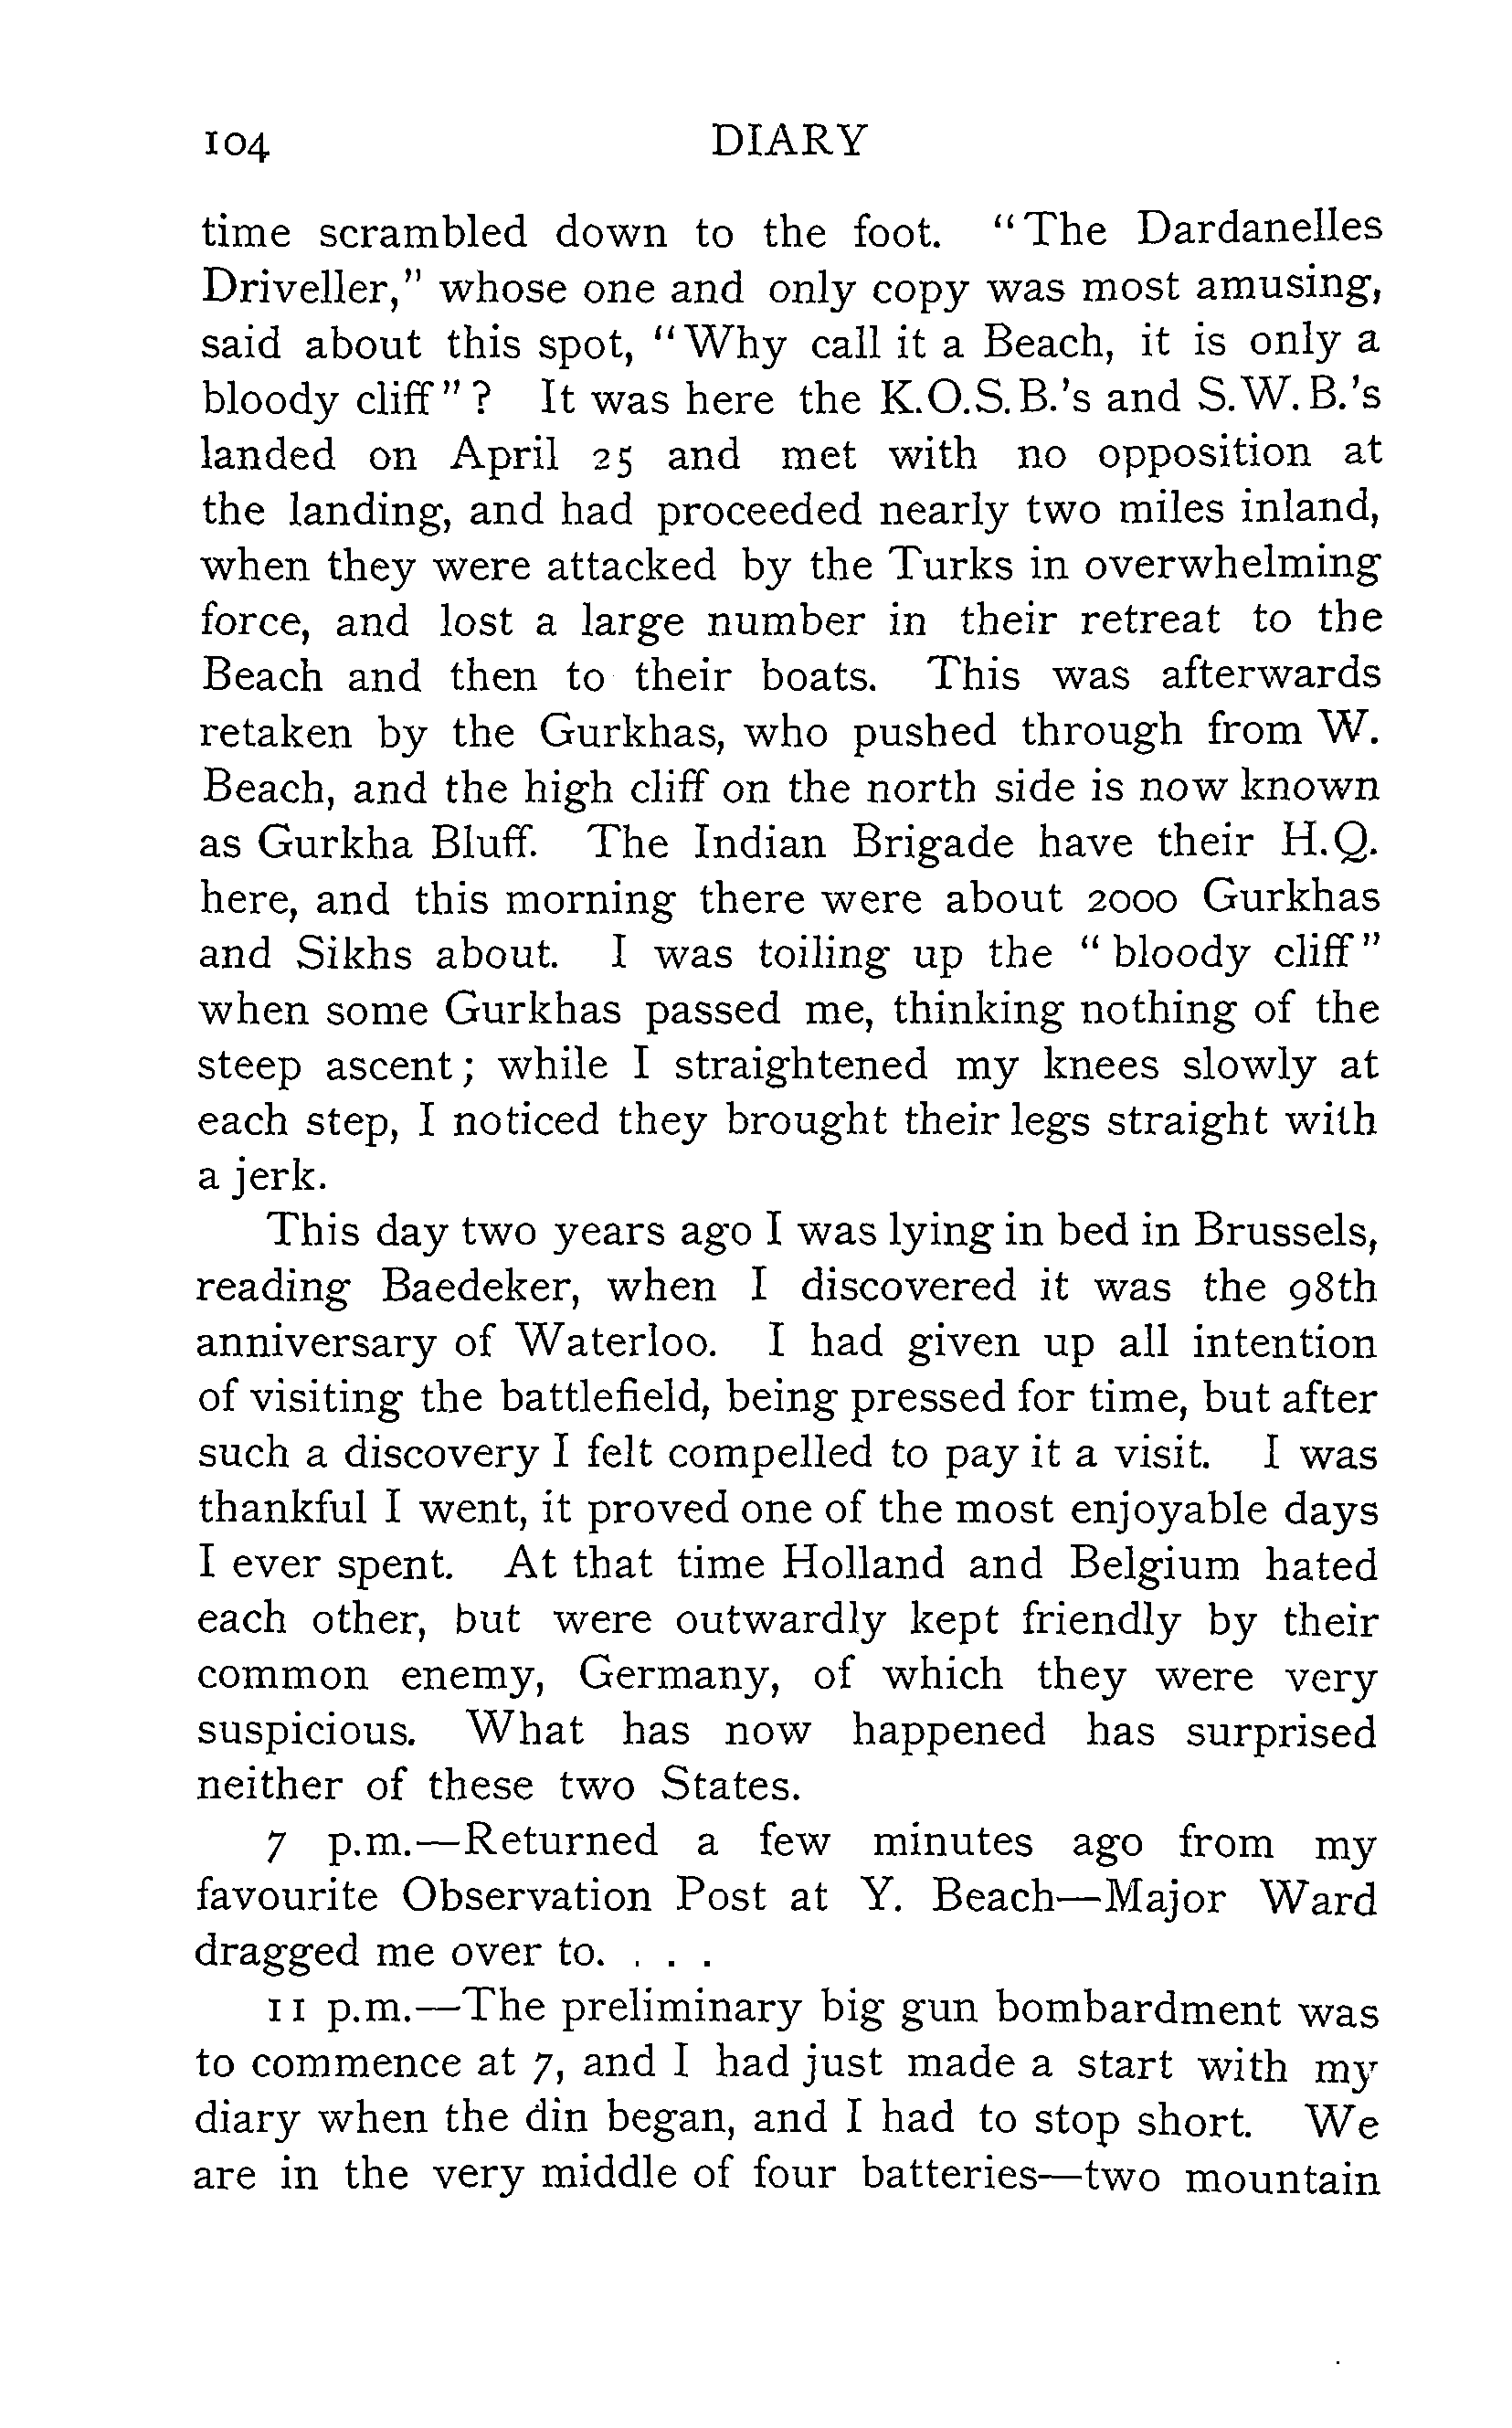 104 DIARY
time scrambled down to the foot. "The Dardanelles
Driveller," whose one and only copy was most amusing,
said about this spot, "Why call it a Beach, it is only a
bloody cliff"? It was here the K.O.S.B.'s and S.W.B.'s
landed on April 25 and met with no opposition at
the landing, and had proceeded nearly two miles inland,
when they were attacked by the Turks in overwhelming
force, and lost a large number in their retreat to the
Beach and then to their boats. This was afterwards
retaken by the Gurkhas, who pushed through from W.
Beach, and the high cliff on the north side is now known
as Gurkha Bluff. The Indian Brigade have their H.Q.
here, and this morning there were about 2000 Gurkhas
and Sikhs about. I was toiling up the "bloody cliff"
when some Gurkhas passed me, thinking nothing of the
steep ascent; while I straightened my knees slowly at
each step, I noticed they brought their legs straight with
a jerk.
This day two years ago I was lying in bed in Brussels,
reading Baedeker, when I discovered it was the 98th
anniversary of Waterloo. I had given up all intention
of visiting the battlefield, being pressed for time, but after
such a discovery I felt compelled to pay it a visit. I was
thankful I went, it proved one of the most enjoyable days
I ever spent. At that time Holland and Belgium hated
each other, but were outwardly kept friendly by their
common enemy, Germany, of which they were very
suspicious. What has now happened has surprised
neither of these two States.
7 p.m.—Returned a few minutes ago from my
favourite Observation Post at Y. Beach—Major Ward
dragged me over to. . . .
11 p.m.—The preliminary big gun bombardment was
to commence at 7, and I had just made a start with my
diary when the din began, and I had to stop short. We
are in the very middle of four batteries—two mountain